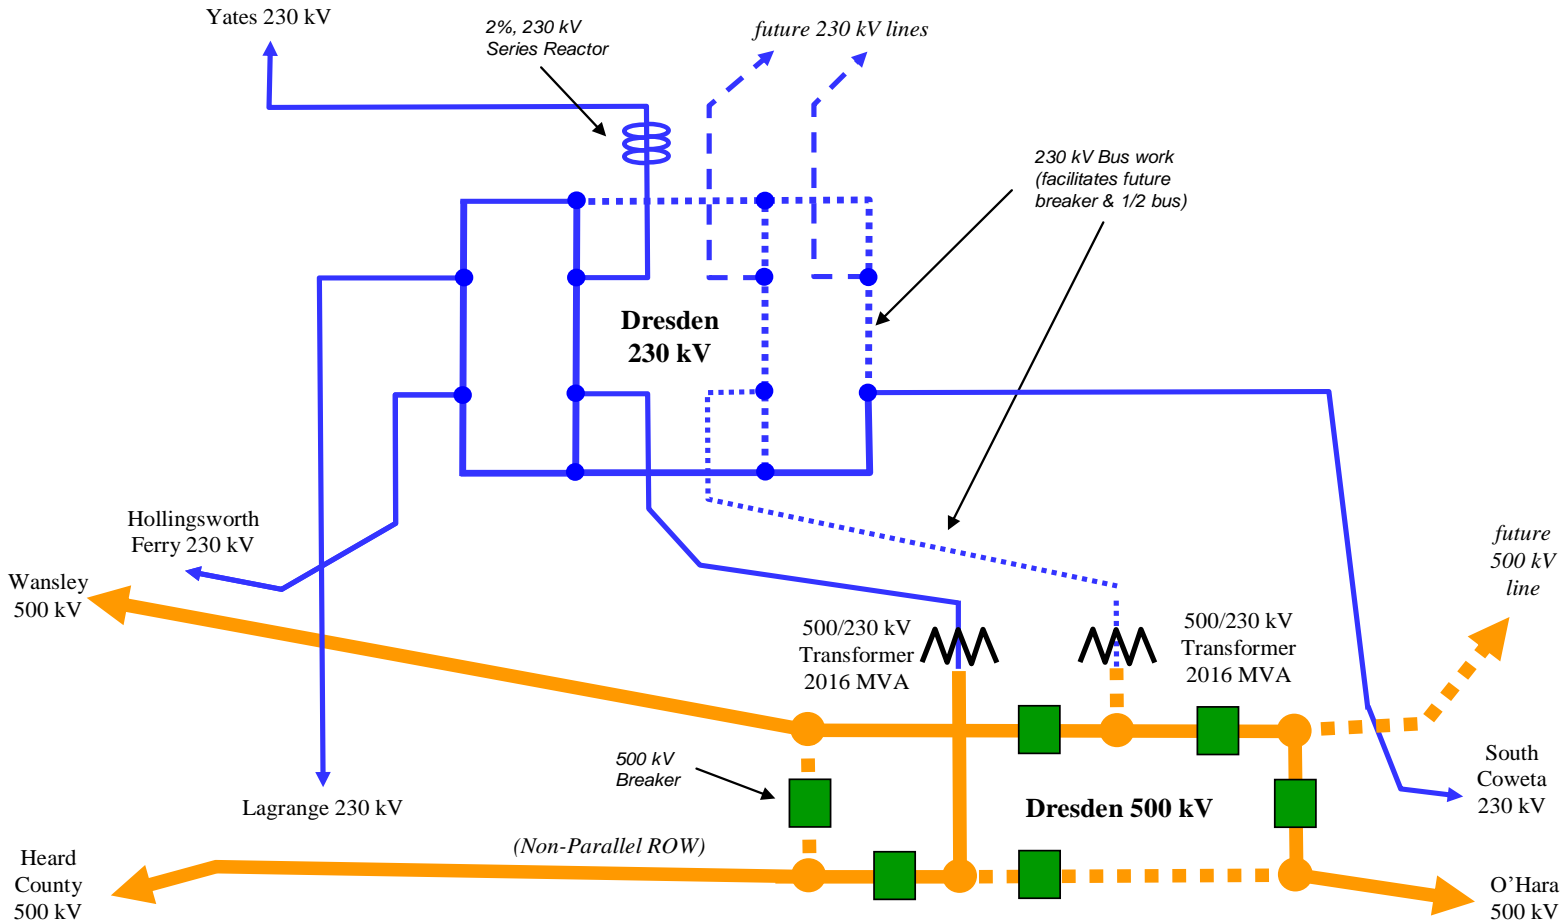 Yates 230 kV
2%, 230 kV
Series Reactor
future 230 kV lines
230 kV Bus work
(facilitates future
breaker & 1/2 bus)
Dresden
230 kV
Hollingsworth
Ferry 230 kV
Wansley
500 kV
future
500 kV
line
500/230 kV
Transformer
2016 MVA
500/230 kV
Transformer
2016 MVA
500 kV
Breaker
Dresden 500 kV
South
Coweta
230 kV
Lagrange 230 kV
(Non-Parallel ROW)
Heard
County
500 kV
O'Hara
500 kV